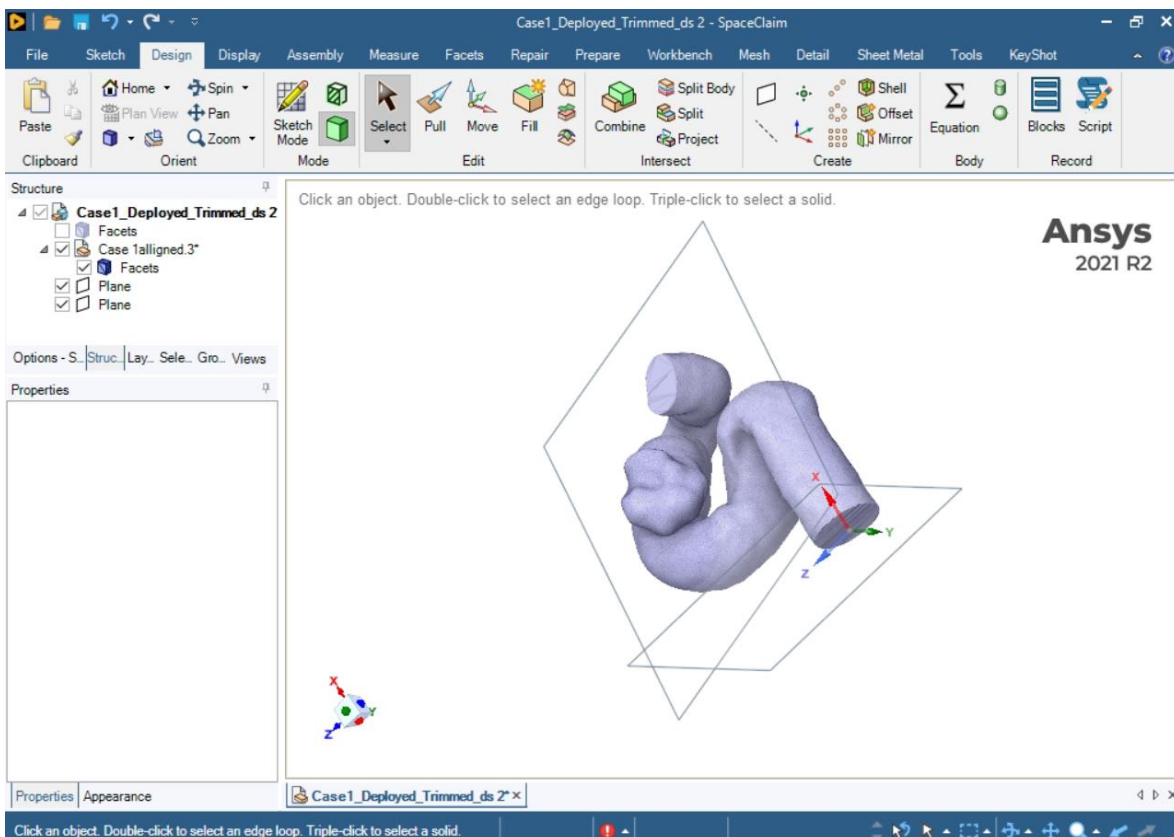 Case1_Deployed_Trimmed_ds 2 - SpaceClaim
File Sketch Design Display Assembly Measure Facets Repair Prepare Workbench Mesh Detail Sheet Metal Tools KeyShot
Paste
Clipboard
Home Spin
Plan View Pan
Zoom
Orient
Sketch Mode
Mode
Select Pull Move Fill
Edit
Combine
Split Body
Split
Project
Intersect
Shell
Offset
Mirror
Create
Equation
Body
Blocks Script
Record
Structure
Case1_Deployed_Trimmed_ds 2
Facets
Case 1alligned.3*
Facets
Plane
Plane
Options - S... Struc... Lay... Sele... Gro... Views
Properties
Properties Appearance
Click an object. Double-click to select an edge loop. Triple-click to select a solid.
Ansys
2021 R2
X
Y
Z
X
Y
Z
Case1_Deployed_Trimmed_ds 2*
Click an object. Double-click to select an edge loop. Triple-click to select a solid.